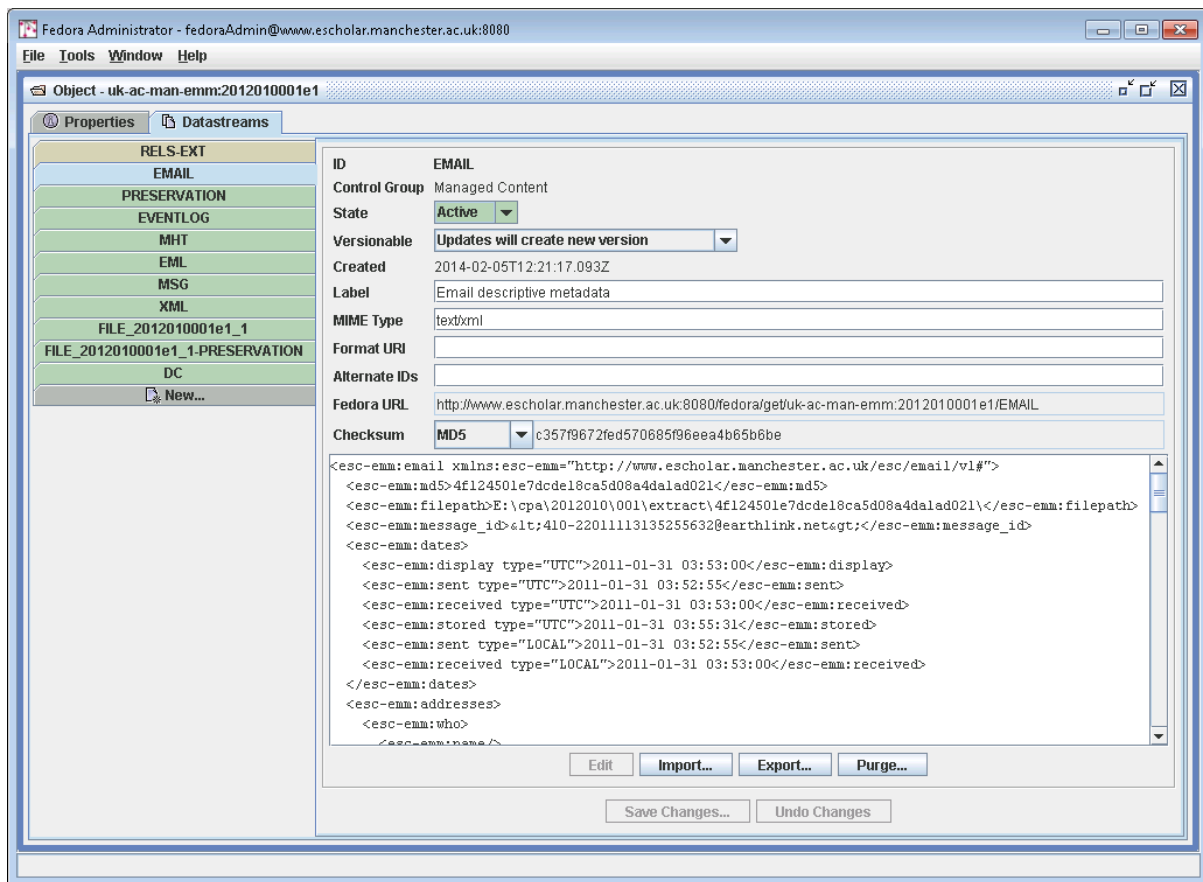 Fedora Administrator - fedoraAdmin@www.escholar.manchester.ac.uk:8080
File Tools Window Help
Object - uk-ac-man-emm:2012010001e1
Properties Datastreams
RELS-EXT
EMAIL
PRESERVATION
EVENTLOG
MHT
EML
MSG
XML
FILE_2012010001e1_1
FILE_2012010001e1_1-PRESERVATION
DC
New...
ID EMAIL
Control Group Managed Content
State Active
Versionable Updates will create new version
Created 2014-02-05T12:21:17.093Z
Label Email descriptive metadata
MIME Type text/xml
Format URI
Alternate IDs
Fedora URL http://www.escholar.manchester.ac.uk:8080/fedora/get/uk-ac-man-emm:2012010001e1/EMAIL
Checksum MD5 c357f9672fed570685f96eea4b65b6be
<esc-emm:email xmlns:esc-emm="http://www.escholar.manchester.ac.uk/esc/email/v1#">
<esc-emm:md5>4f124501e7dcde18ca5d08a4da1ad021</esc-emm:md5>
<esc-emm:filepath>E:\cpa\2012010\001\extract\4f124501e7dcde18ca5d08a4da1ad021\</esc-emm:filepath>
<esc-emm:message_id>&lt;410-220111131352556320@earthlink.net&gt;</esc-emm:message_id>
<esc-emm:dates>
<esc-emm:display type="UTC">2011-01-31 03:53:00</esc-emm:display>
<esc-emm:sent type="UTC">2011-01-31 03:52:55</esc-emm:sent>
<esc-emm:received type="UTC">2011-01-31 03:53:00</esc-emm:received>
<esc-emm:stored type="UTC">2011-01-31 03:55:31</esc-emm:stored>
<esc-emm:sent type="LOCAL">2011-01-31 03:52:55</esc-emm:sent>
<esc-emm:received type="LOCAL">2011-01-31 03:53:00</esc-emm:received>
</esc-emm:dates>
<esc-emm:addresses>
<esc-emm:who>
<esc-emm:name/>
Edit Import... Export... Purge...
Save Changes... Undo Changes